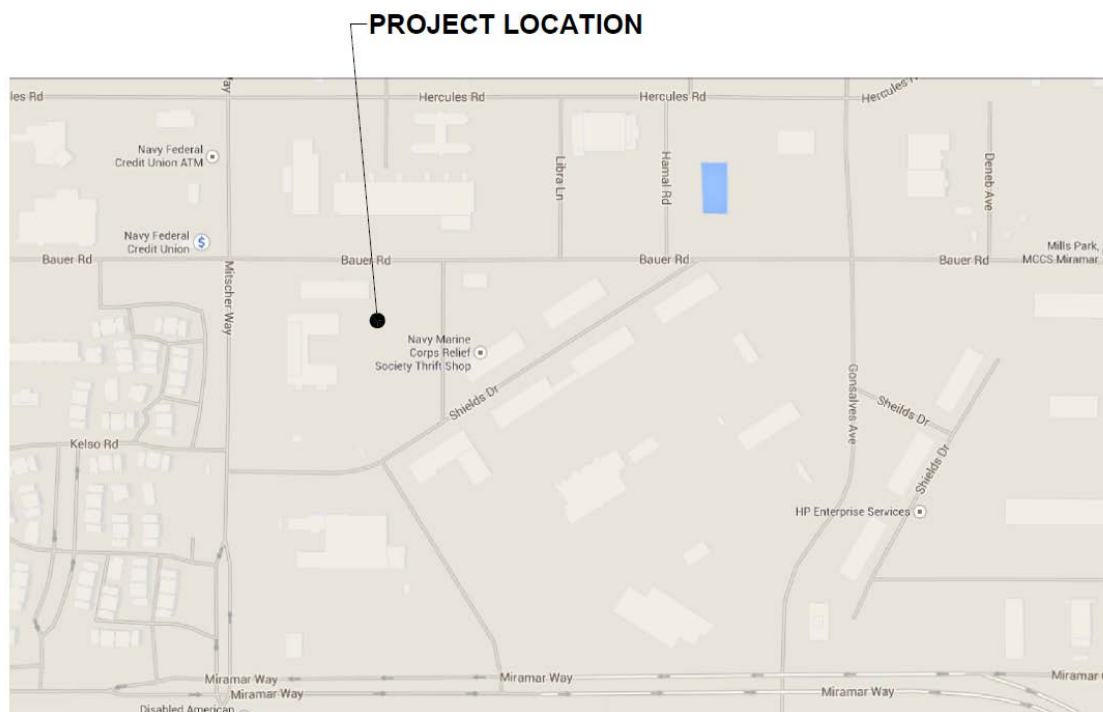 PROJECT LOCATION
les Rd
Way
Hercules Rd
Hercules Rd
Hercules R
Navy Federal
Credit Union ATM
Libra Ln
Hamal Rd
Deneb Ave
Navy Federal
Credit Union
$
Bauer Rd
Bauer Rd
Bauer Rd
Bauer Rd
Mills Park,
MCCS Miramar
Mitscher Way
Navy Marine
Corps Relief
Society Thrift Shop
Shields Dr
Gonsalves Ave
Sheilds Dr
Kelso Rd
Shields Dr
HP Enterprise Services
Miramar Way
Miramar Way
Miramar
Miramar Way
Miramar Way
Disabled American